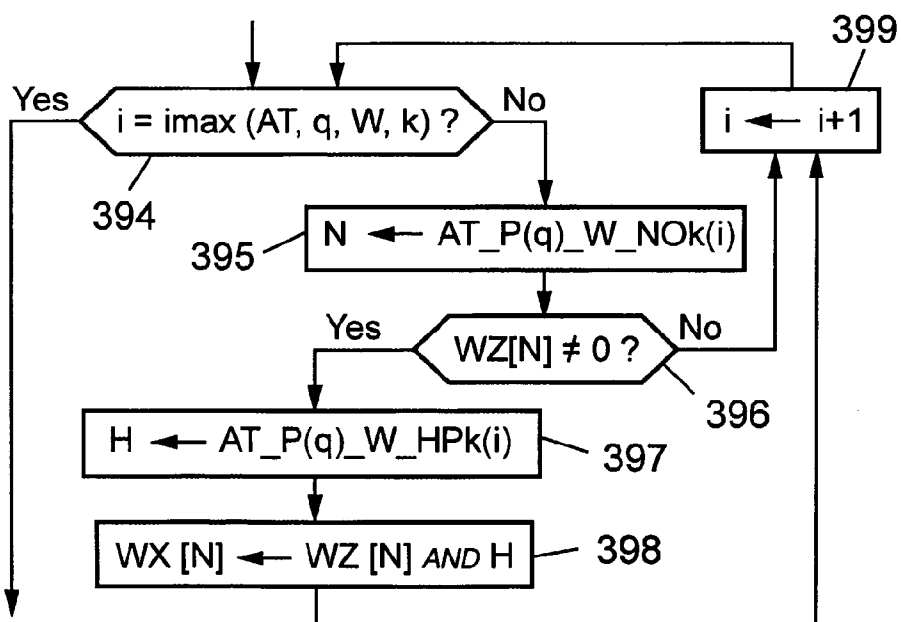 399
Yes
i = imax (AT, q, W, k) ?
No
i ← i+1
394
395
N ← AT_P(q)_W_NOk(i)
Yes
WZ[N] ≠ 0 ?
No
396
H ← AT_P(q)_W_HPk(i)
397
WX [N] ← WZ [N] AND H
398